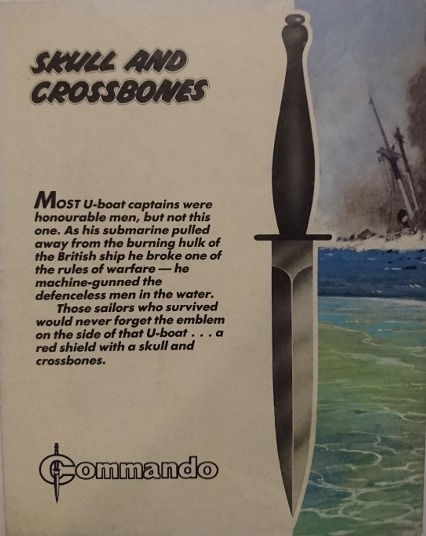 SKULL AND
CROSSBONES
MOST U-boat captains were
honourable men, but not this
one. As his submarine pulled
away from the burning hulk of
the British ship he broke one of
the rules of warfare — he
machine-gunned the
defenceless men in the water.
Those sailors who survived
would never forget the emblem
on the side of that U-boat . . . a
red shield with a skull and
crossbones.
Commando